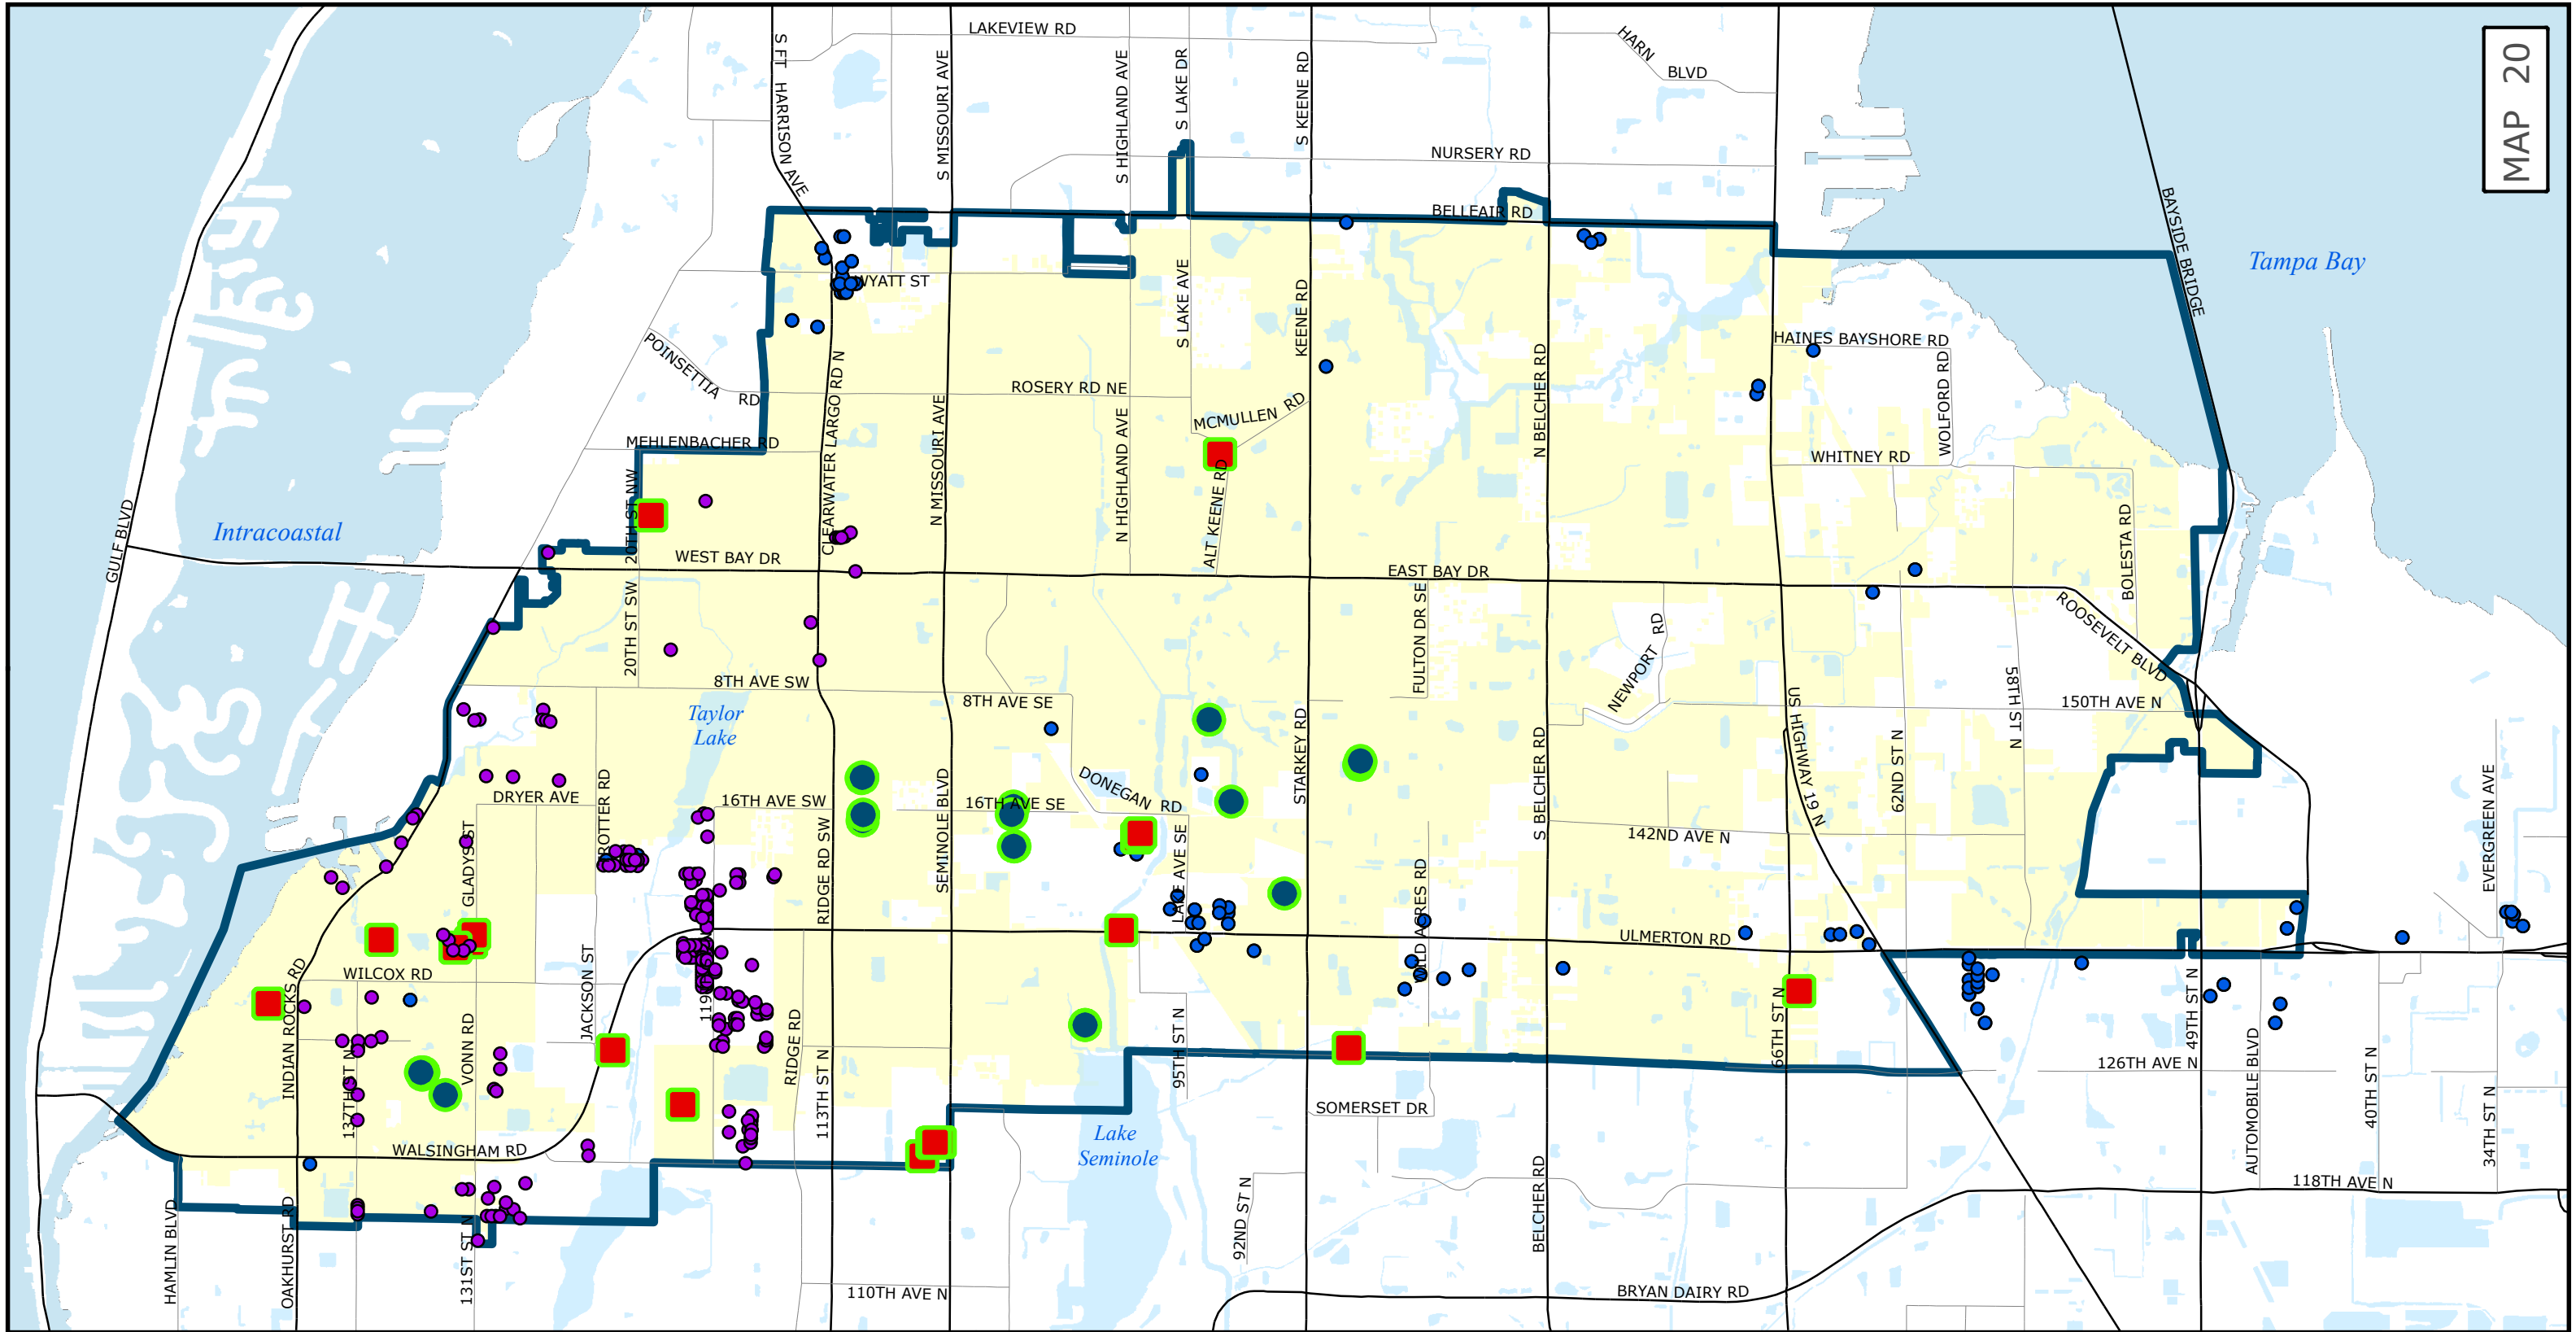 LAKEVIEW RD
HARN
BLVD
MAP 20
S FT HARRISON AVE
S MISSOURI AVE
S HIGHLAND AVE
S LAKE DR
S KEENE RD
NURSERY RD
BELLEAIR RD
BAYSIDE BRIDGE
Tampa Bay
WYATT ST
S LAKE AVE
KEENE RD
POINSETTIA
RD
ROSERY RD NE
MCMULLEN RD
HAINES BAYSHORE RD
WOLFORD RD
CLEARWATER LARGO RD N
N MISSOURI AVE
N HIGHLAND AVE
N BELCHER RD
MEHLENBACHER RD
WHITNEY RD
20TH ST NW
ALT KEENE RD
GULF BLVD
Intracoastal
WEST BAY DR
EAST BAY DR
BOLESTA RD
20TH ST SW
FULTON DR SE
NEWPORT
RD
ROOSEVELT BLVD
8TH AVE SW
8TH AVE SE
58TH ST N
150TH AVE N
Taylor
Lake
STARKEY RD
S BELCHER RD
US HIGHWAY 19 N
62ND ST N
DONEGAN RD
DRYER AVE
TROTTER RD
16TH AVE SW
16TH AVE SE
SEMINOLE BLVD
EVERGREEN AVE
GLADYS ST
RIDGE RD SW
LAKE AVE SE
142ND AVE N
WILD ACRES RD
ULMERTON RD
WILCOX RD
JACKSON ST
INDIAN ROCKS RD
VONN RD
119
RIDGE RD
113TH ST N
95TH ST N
66TH ST N
49TH ST N
126TH AVE N
AUTOMOBILE BLVD
40TH ST N
34TH ST N
137TH ST N
SOMERSET DR
WALSINGHAM RD
Lake
Seminole
118TH AVE N
HAMLIN BLVD
OAKHURST RD
131ST ST N
92ND ST N
BELCHER RD
110TH AVE N
BRYAN DAIRY RD